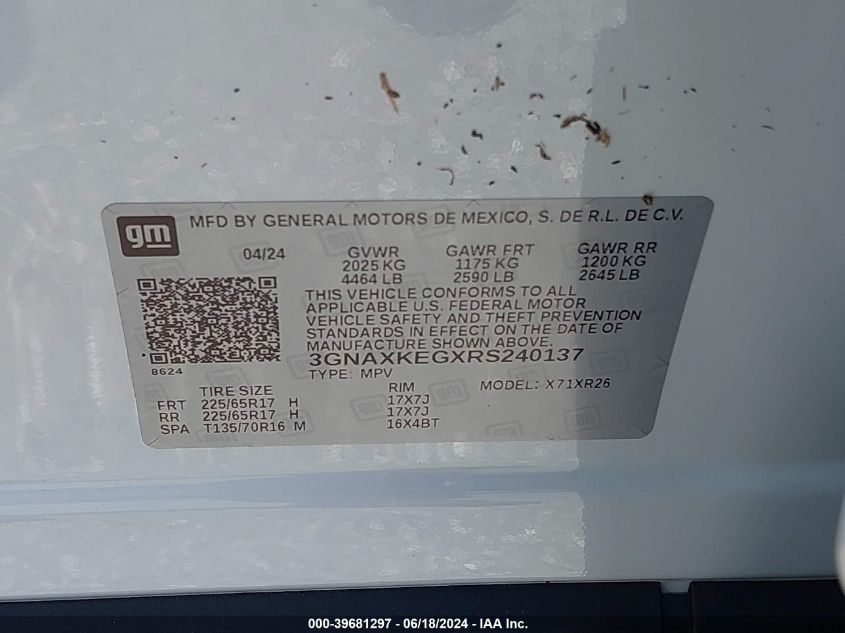 gm
MFD BY GENERAL MOTORS DE MEXICO, S. DE R.L. DE C.V.
04/24 GVWR GAWR FRT GAWR RR
2025 KG 1175 KG 1200 KG
4464 LB 2590 LB 2645 LB
THIS VEHICLE CONFORMS TO ALL
APPLICABLE U.S. FEDERAL MOTOR
VEHICLE SAFETY AND THEFT PREVENTION
STANDARDS IN EFFECT ON THE DATE OF
MANUFACTURE SHOWN ABOVE.
3GNAXKEGXRS240137
8624 TYPE: MPV
TIRE SIZE RIM MODEL: X71XR26
FRT 225/65R17 H 17X7J
RR 225/65R17 H 17X7J
SPA T135/70R16 M 16X4BT
000-39681297 - 06/18/2024 - IAA Inc.